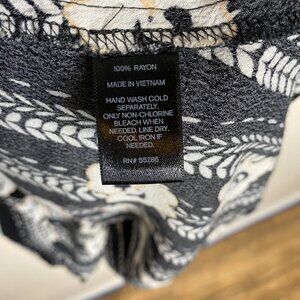 100% RAYON
MADE IN VIETNAM
HAND WASH COLD
SEPARATELY.
ONLY NON-CHLORINE
BLEACH WHEN
NEEDED. LINE DRY.
COOL IRON IF
NEEDED.
RN# 55285